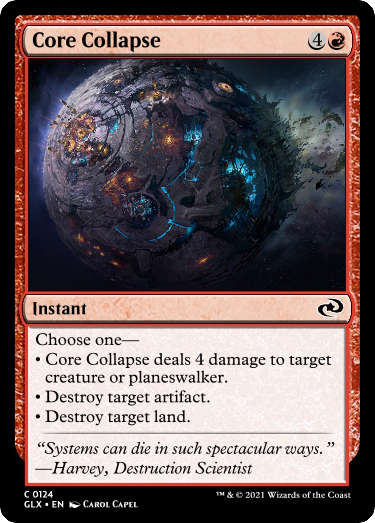 Core Collapse 4
Instant
Choose one—
• Core Collapse deals 4 damage to target
creature or planeswalker.
• Destroy target artifact.
• Destroy target land.
“Systems can die in such spectacular ways.”
—Harvey, Destruction Scientist
C 0124
GLX • EN CAROL CAPEL
™ & © 2021 Wizards of the Coast